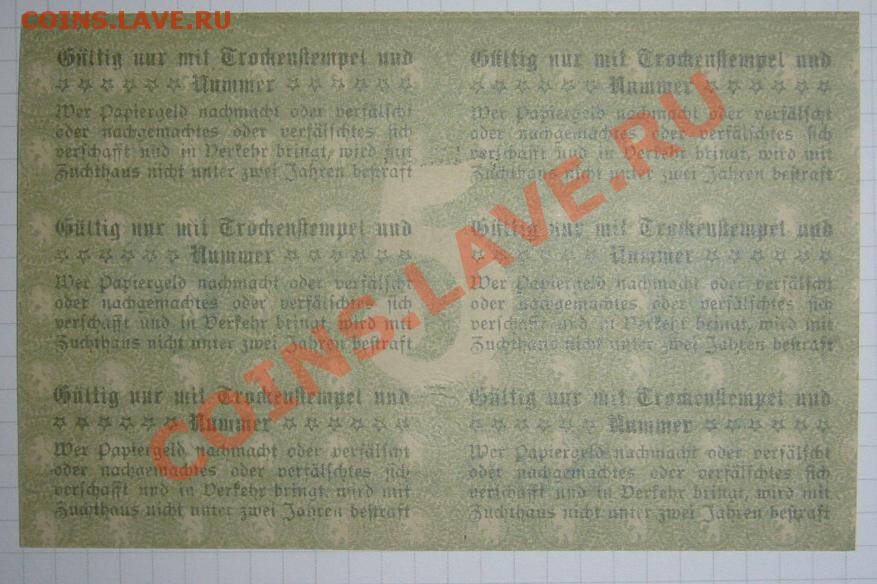 COINS.LAVE.RU
Gültig nur mit Trockenstempel und
☆ ☆ ☆ ☆ ☆ ☆ Nummer ☆ ☆ ☆ ☆ ☆ ☆
Wer Papiergeld nachmacht oder verfälscht
oder nachgemachtes oder verfälschtes sich
verschafft und in Verkehr bringt, wird mit
Zuchthaus nicht unter zwei Jahren bestraft
Gültig nur mit Trockenstempel und
☆ ☆ ☆ ☆ ☆ ☆ Nummer ☆ ☆ ☆ ☆ ☆ ☆
Wer Papiergeld nachmacht oder verfälscht
oder nachgemachtes oder verfälschtes sich
verschafft und in Verkehr bringt, wird mit
Zuchthaus nicht unter zwei Jahren bestraft
5
COINS.LAVE.RU
Gültig nur mit Trockenstempel und
☆ ☆ ☆ ☆ ☆ ☆ Nummer ☆ ☆ ☆ ☆ ☆ ☆
Wer Papiergeld nachmacht oder verfälscht
oder nachgemachtes oder verfälschtes sich
verschafft und in Verkehr bringt, wird mit
Zuchthaus nicht unter zwei Jahren bestraft
Gültig nur mit Trockenstempel und
☆ ☆ ☆ ☆ ☆ ☆ Nummer ☆ ☆ ☆ ☆ ☆ ☆
Wer Papiergeld nachmacht oder verfälscht
oder nachgemachtes oder verfälschtes sich
verschafft und in Verkehr bringt, wird mit
Zuchthaus nicht unter zwei Jahren bestraft
Gültig nur mit Trockenstempel und
☆ ☆ ☆ ☆ ☆ ☆ Nummer ☆ ☆ ☆ ☆ ☆ ☆
Wer Papiergeld nachmacht oder verfälscht
oder nachgemachtes oder verfälschtes sich
verschafft und in Verkehr bringt, wird mit
Zuchthaus nicht unter zwei Jahren bestraft
Gültig nur mit Trockenstempel und
☆ ☆ ☆ ☆ ☆ ☆ Nummer ☆ ☆ ☆ ☆ ☆ ☆
Wer Papiergeld nachmacht oder verfälscht
oder nachgemachtes oder verfälschtes sich
verschafft und in Verkehr bringt, wird mit
Zuchthaus nicht unter zwei Jahren bestraft